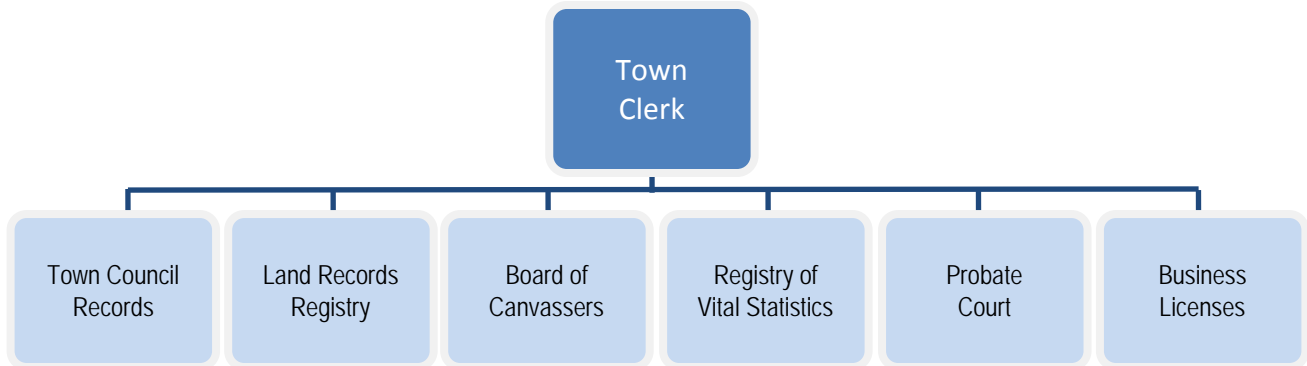 Town
Clerk
Town Council
Records
Land Records
Registry
Board of
Canvassers
Registry of
Vital Statistics
Probate
Court
Business
Licenses